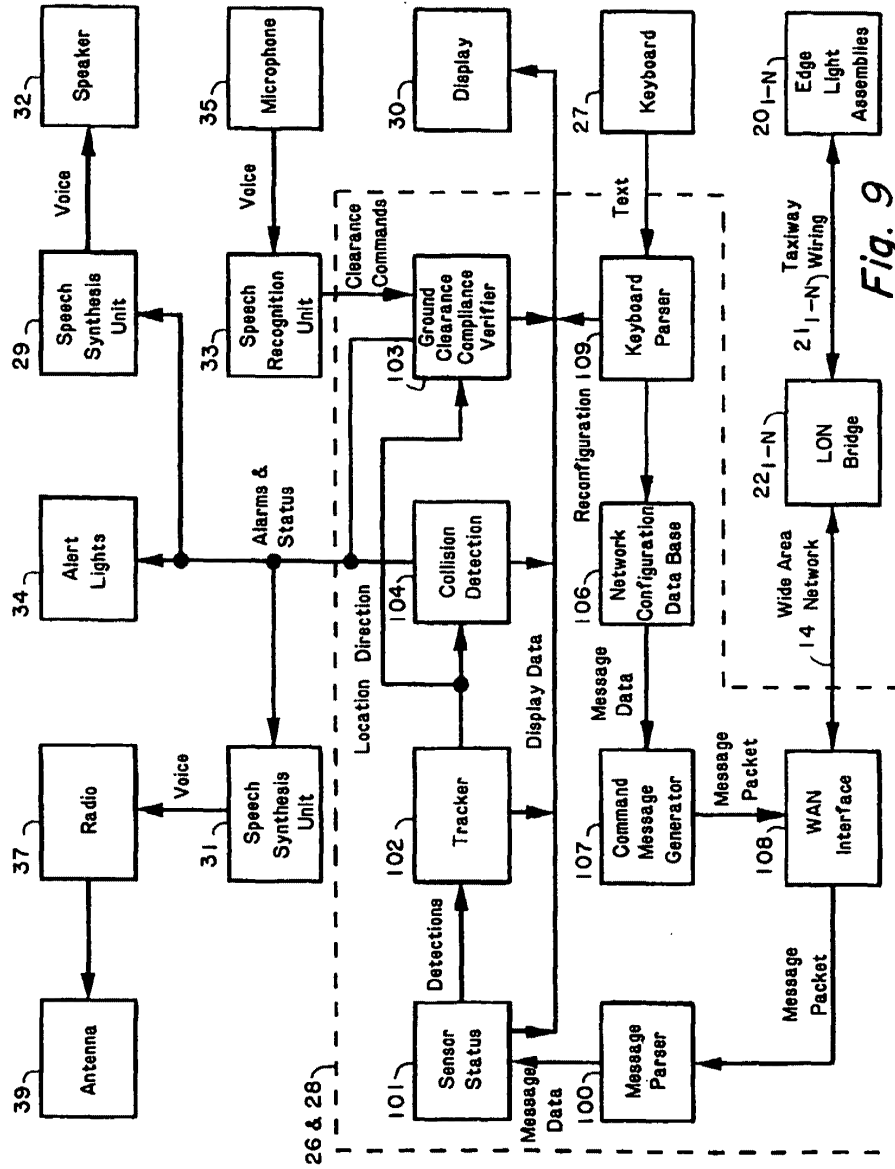 39
Antenna
37
Radio
Voice
31
Speech
Synthesis
Unit
34
Alert
Lights
Alarms &
Status
29
Speech
Synthesis
Unit
Voice
32
Speaker
33
Speech
Recognition
Unit
Voice
35
Microphone
Clearance
Commands
26 & 28
101
Sensor
Status
Detections
102
Tracker
Location Direction
104
Collision
Detection
103
Ground
Clearance
Compliance
Verifier
30
Display
Display Data
Message
Data
100
Message
Parser
107
Command
Message
Generator
Message
Data
106
Network
Configuration
Data Base
Reconfiguration
109
Keyboard
Parser
Text
27
Keyboard
Message
Packet
Message
Packet
108
WAN
Interface
Wide Area
Network
14
22 1-N
LON
Bridge
Taxiway
Wiring
21 1-N
20 1-N
Edge
Light
Assemblies
Fig. 9